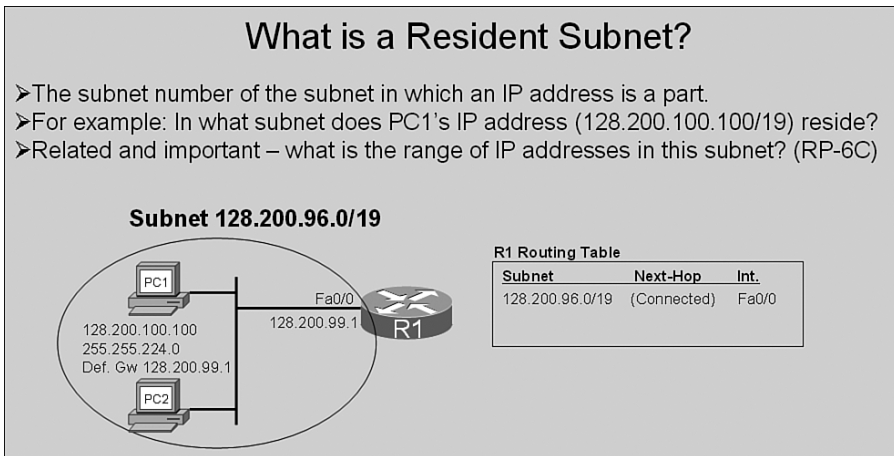 What is a Resident Subnet?
➢The subnet number of the subnet in which an IP address is a part.
➢For example: In what subnet does PC1's IP address (128.200.100.100/19) reside?
➢Related and important – what is the range of IP addresses in this subnet? (RP-6C)
Subnet 128.200.96.0/19
PC1
128.200.100.100
255.255.224.0
Def. Gw 128.200.99.1
PC2
Fa0/0
128.200.99.1
R1
R1 Routing Table
Subnet Next-Hop Int.
128.200.96.0/19 (Connected) Fa0/0